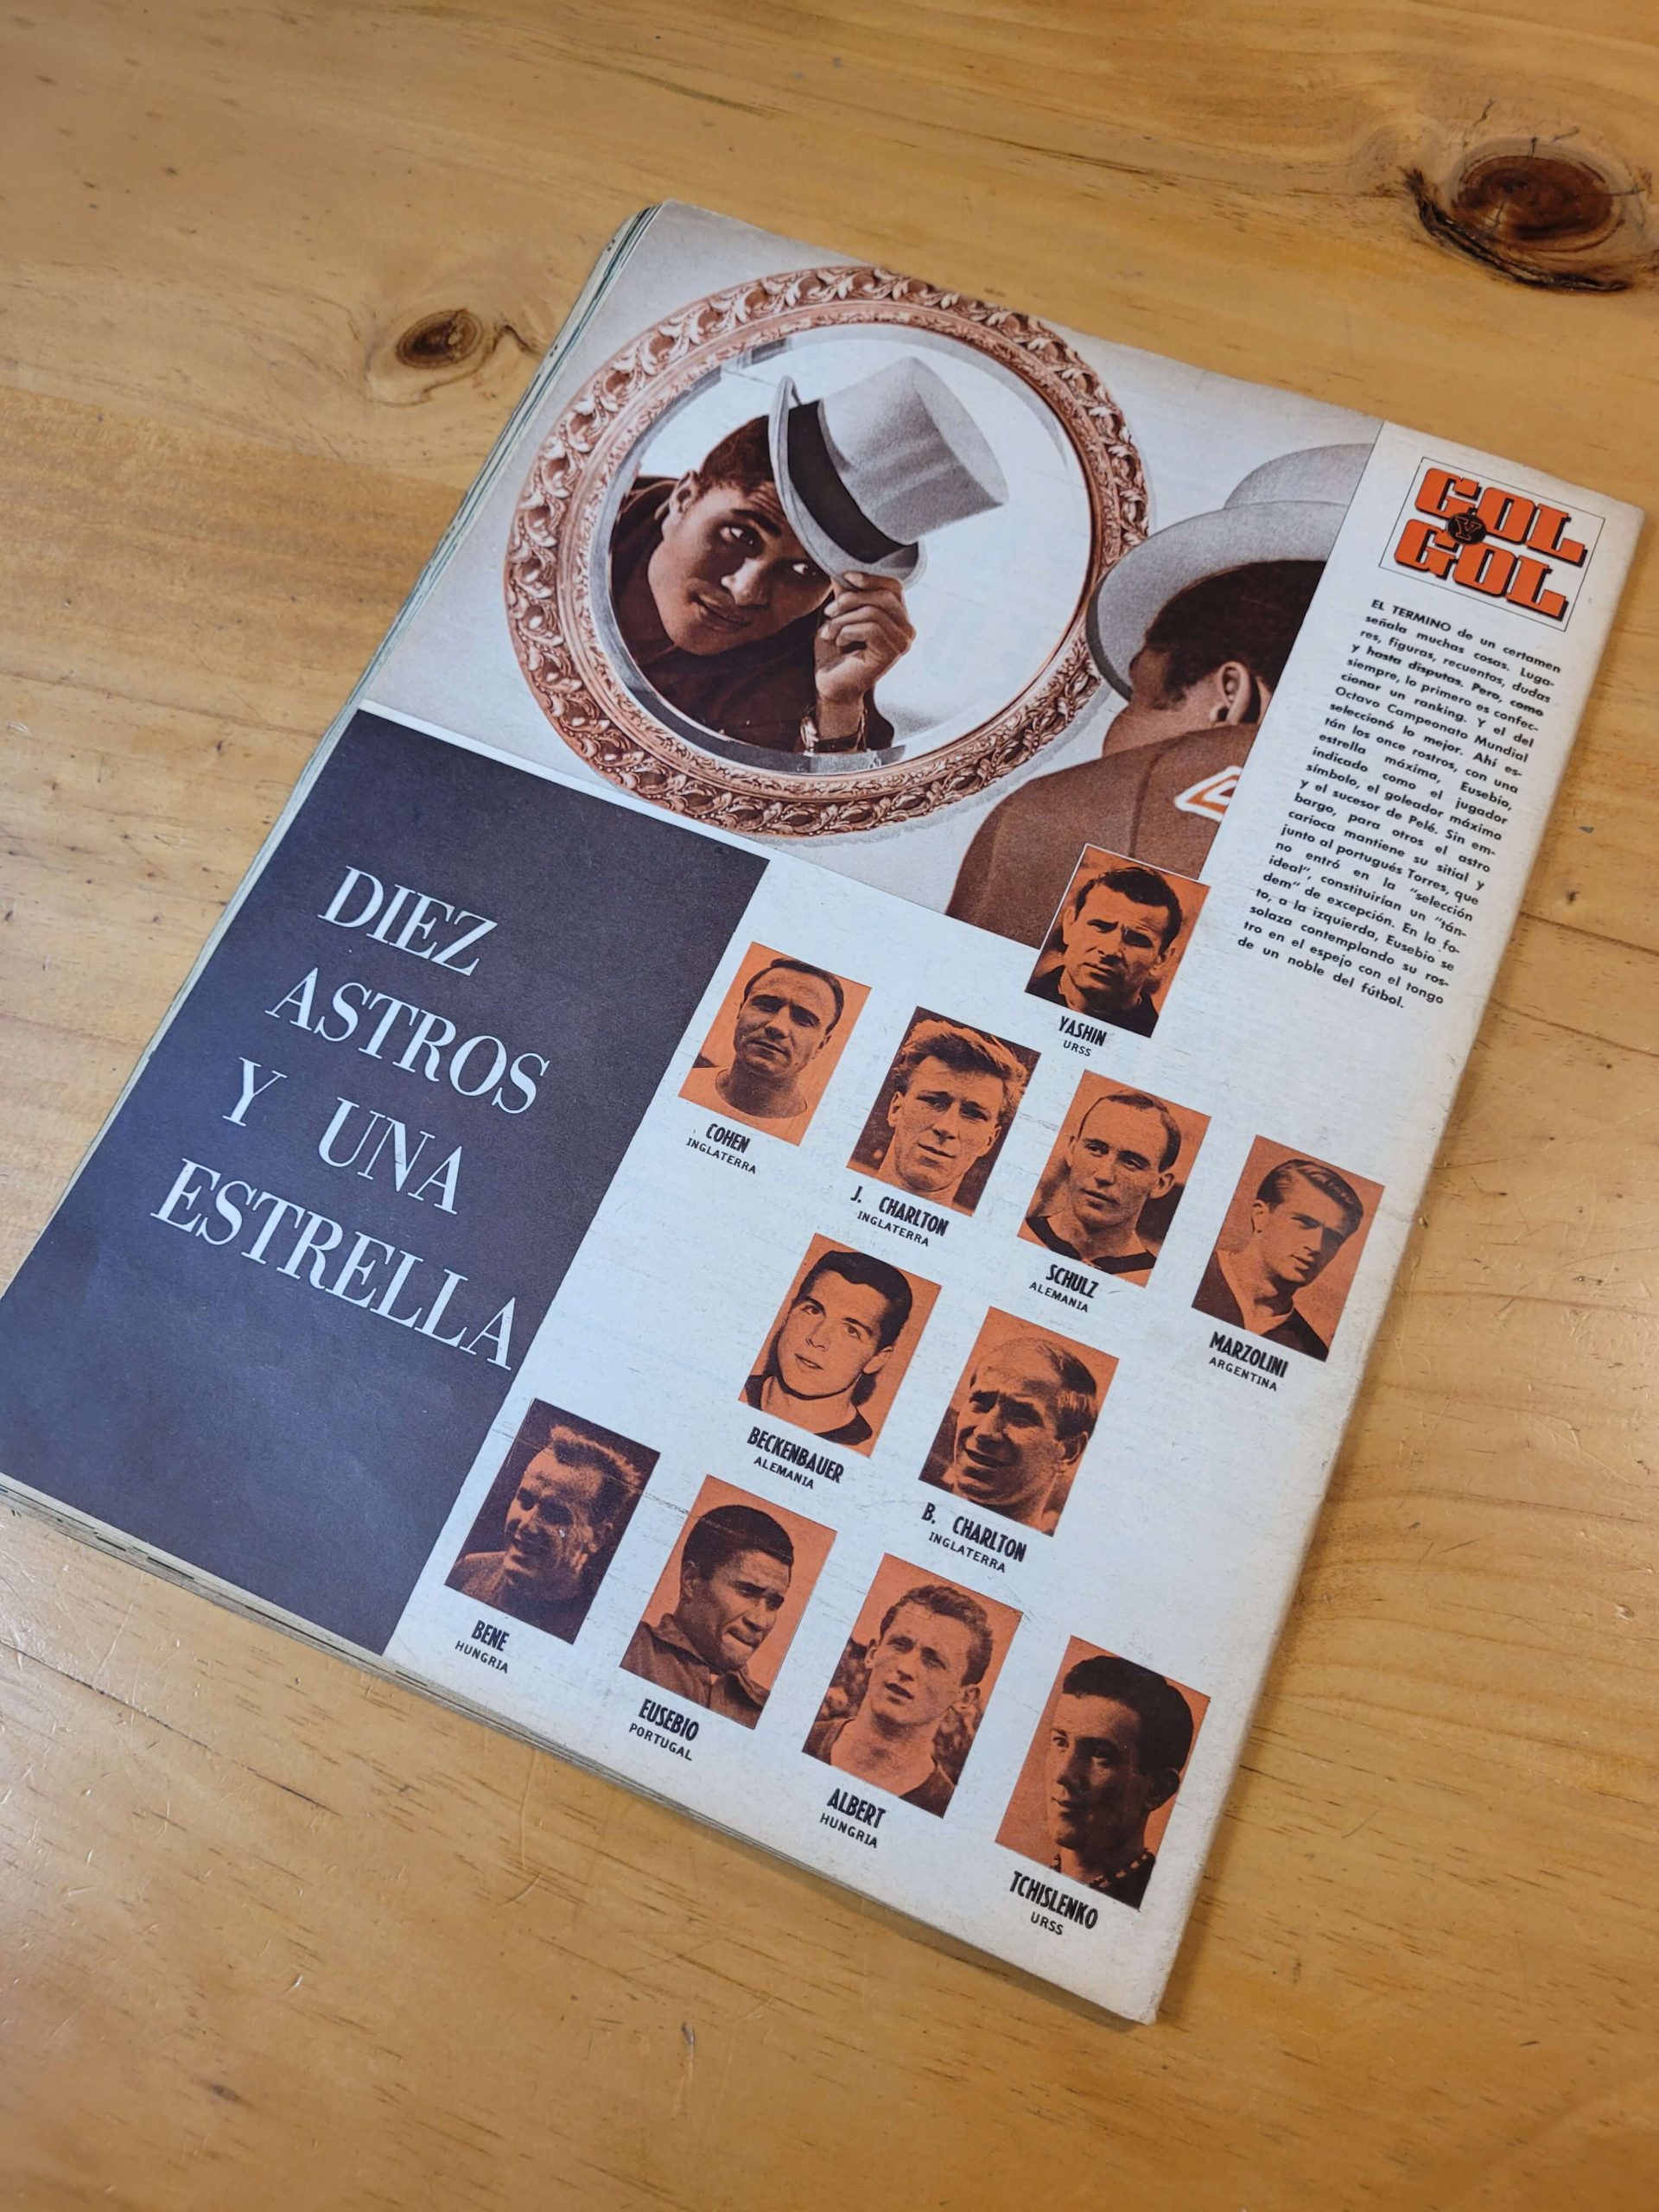 GOL
Y
GOL
EL TERMINO de un certamen
señala muchas cosas. Luga-
res, figuras, recuentos, dudas
y hasta disputas. Pero, como
siempre, lo primero es confec-
cionar un ranking. Y el del
Octavo Campeonato Mundial
seleccionó lo mejor. Ahí es-
tán los once rostros, con una
estrella máxima, Eusebio,
indicado como el jugador
símbolo, el goleador máximo
y el sucesor de Pelé. Sin em-
bargo, para otros el astro
carioca mantiene su sitial y
junto al portugués Torres, que
no entró en la "selección
ideal", constituirían un "tán-
dem" de excepción. En la fo-
to, a la izquierda, Eusebio se
solaza contemplando su ros-
tro en el espejo con el tongo
de un noble del fútbol.
DIEZ
ASTROS
Y UNA
ESTRELLA
YASHIN
URSS
COHEN
INGLATERRA
J. CHARLTON
INGLATERRA
SCHULZ
ALEMANIA
MARZOLINI
ARGENTINA
BECKENBAUER
ALEMANIA
B. CHARLTON
INGLATERRA
BENE
HUNGRIA
EUSEBIO
PORTUGAL
ALBERT
HUNGRIA
TCHISLENKO
URSS